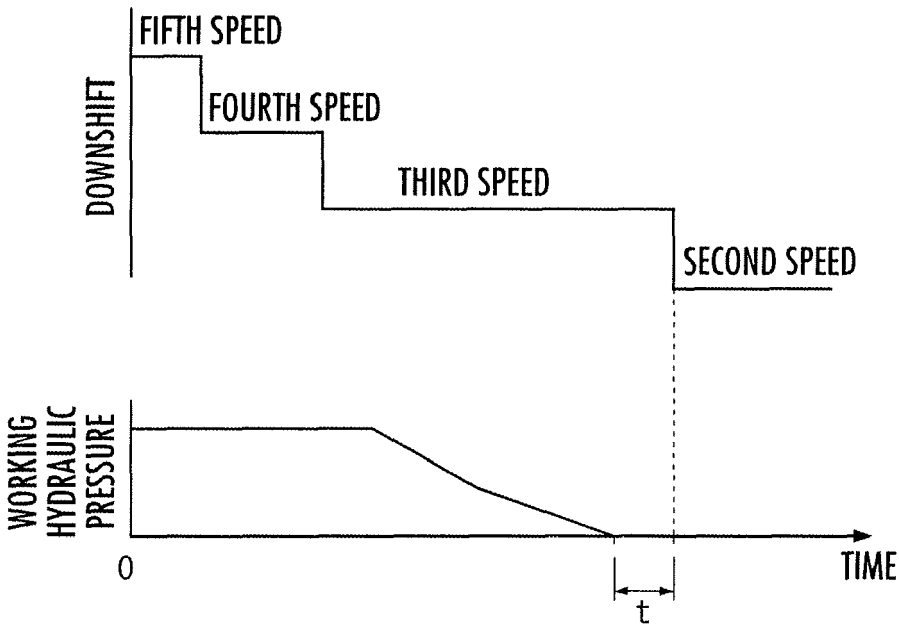 FIFTH SPEED
FOURTH SPEED
DOWNSHIFT
THIRD SPEED
SECOND SPEED
WORKING
HYDRAULIC
PRESSURE
0
TIME
t